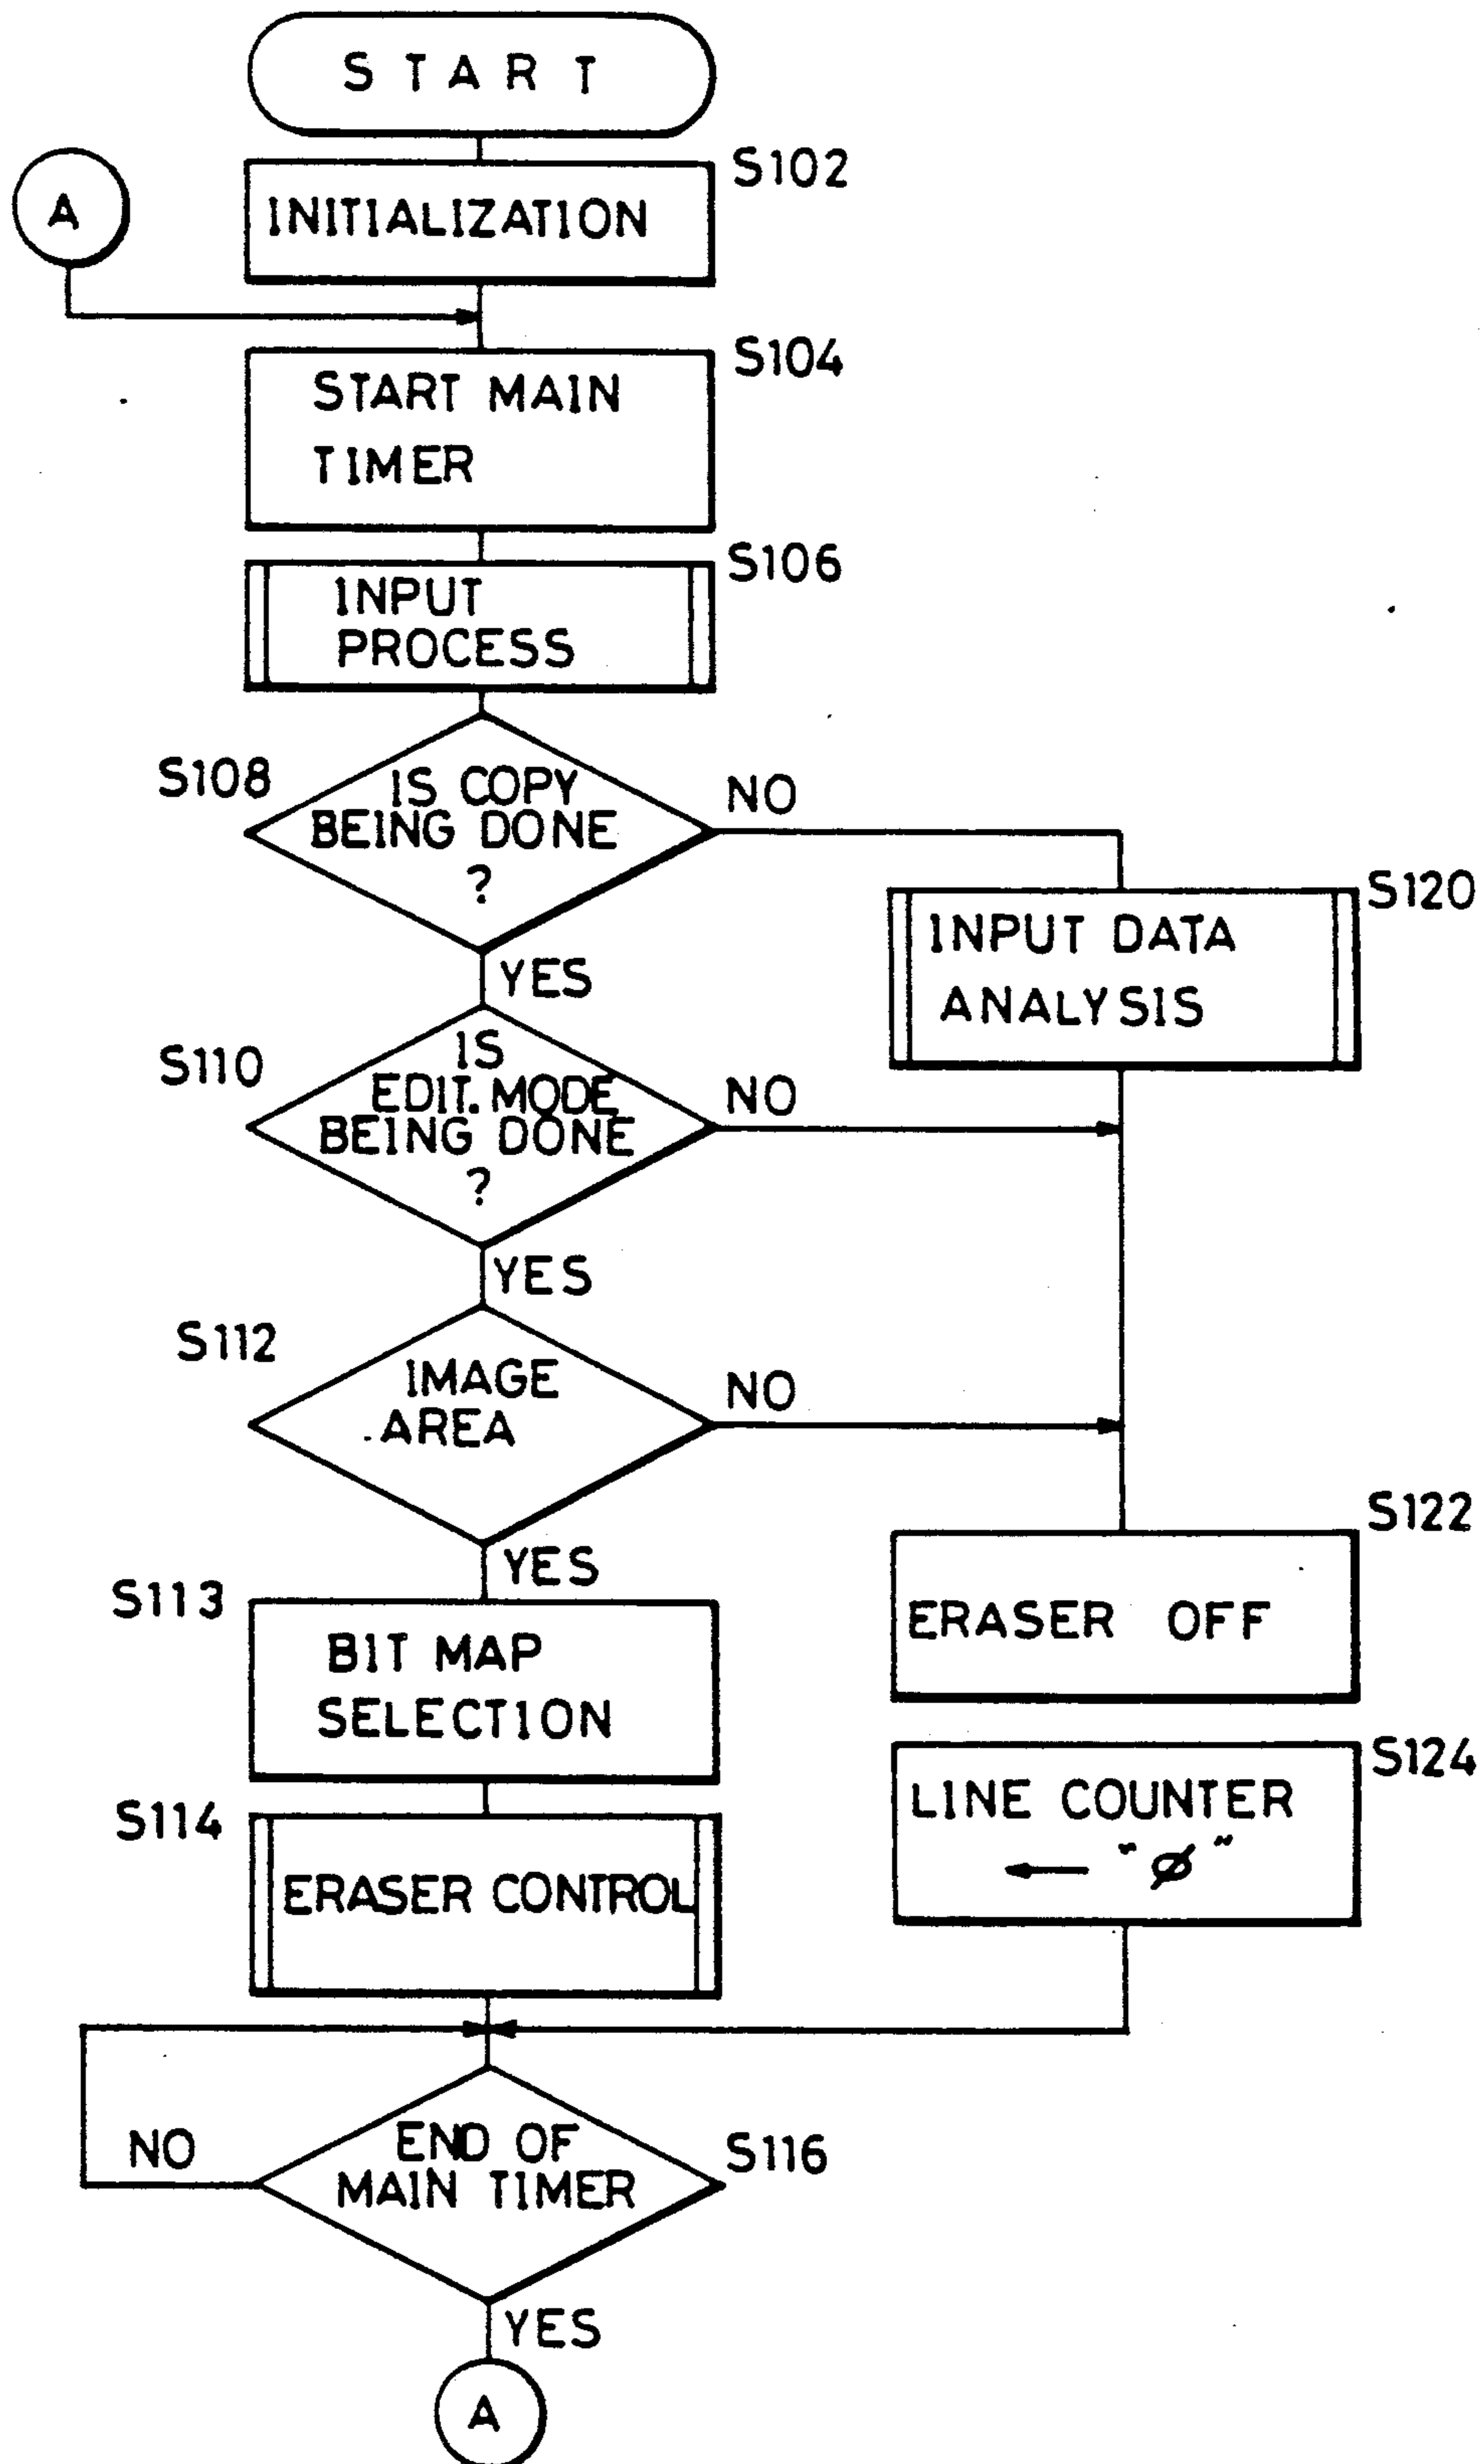 START
S102
A
INITIALIZATION
S104
START MAIN
TIMER
S106
INPUT
PROCESS
S108
IS COPY
BEING DONE
?
NO
YES
S120
INPUT DATA
ANALYSIS
S110
IS
EDIT. MODE
BEING DONE
?
NO
YES
S112
IMAGE
AREA
NO
YES
S122
ERASER OFF
S113
BIT MAP
SELECTION
S124
LINE COUNTER
← "Ø"
S114
ERASER CONTROL
NO
END OF
MAIN TIMER
S116
YES
A